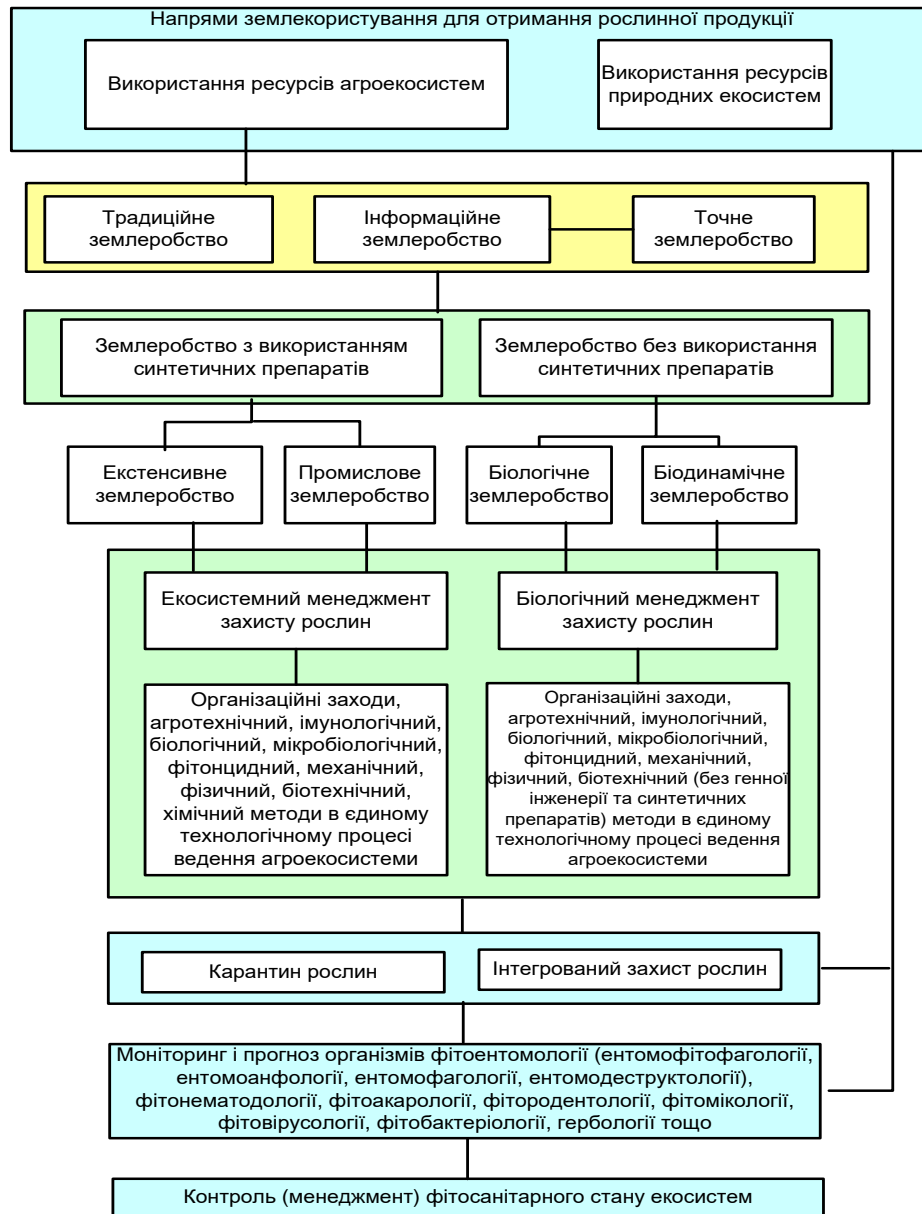 Напрями землекористування для отримання рослинної продукції
Використання ресурсів агроекосистем
Використання ресурсів
природних екосистем
Традиційне
землеробство
Інформаційне
землеробство
Точне
землеробство
Землеробство з використанням
синтетичних препаратів
Землеробство без використання
синтетичних препаратів
Екстенсивне
землеробство
Промислове
землеробство
Біологічне
землеробство
Біодинамічне
землеробство
Екосистемний менеджмент
захисту рослин
Біологічний менеджмент
захисту рослин
Організаційні заходи,
агротехнічний, імунологічний,
біологічний, мікробіологічний,
фітонцидний, механічний,
фізичний, біотехнічний,
хімічний методи в єдиному
технологічному процесі
ведення агроекосистеми
Організаційні заходи,
агротехнічний, імунологічний,
біологічний, мікробіологічний,
фітонцидний, механічний,
фізичний, біотехнічний (без генної
інженерії та синтетичних
препаратів) методи в єдиному
технологічному процесі ведення
агроекосистеми
Карантин рослин
Інтегрований захист рослин
Моніторинг і прогноз організмів фітоентомології (ентомофітофагології,
ентомоанфології, ентомофагології, ентомодеструктології),
фітонематодології, фітоакарології, фітородентології, фітомікології,
фітовірусології, фітобактеріології, гербології тощо
Контроль (менеджмент) фітосанітарного стану екосистем